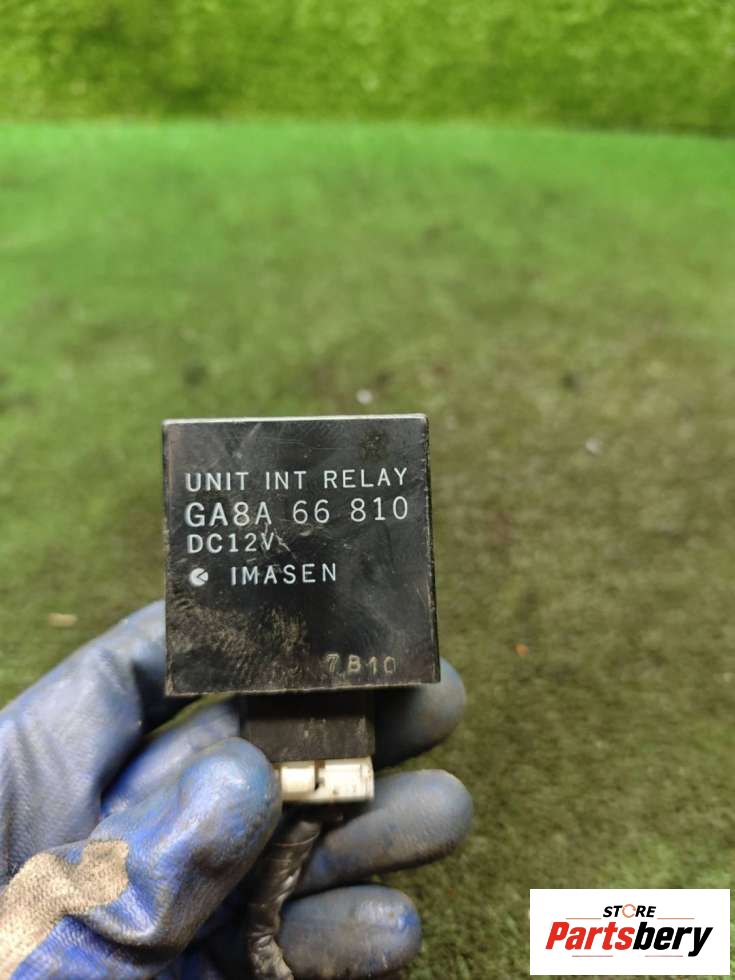 UNIT INT RELAY
GA8A 66 810
DC12V
IMASEN
7B10
STORE
Partsbery